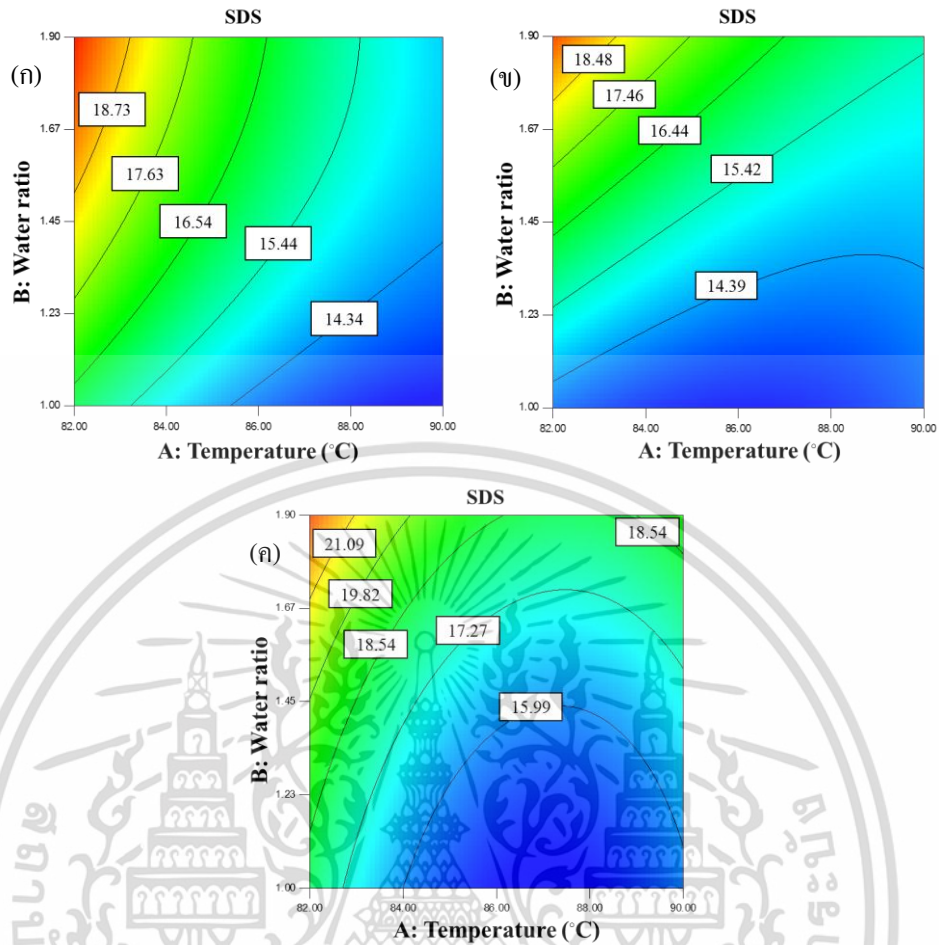 SDS
(ก)
1.90
1.67
1.45
1.23
1.00
B: Water ratio
18.73
17.63
16.54
15.44
14.34
82.00 84.00 86.00 88.00 90.00
A: Temperature (°C)
SDS
(ข)
1.90
1.67
1.45
1.23
1.00
B: Water ratio
18.48
17.46
16.44
15.42
14.39
82.00 84.00 86.00 88.00 90.00
A: Temperature (°C)
SDS
(ค)
1.90
1.67
1.45
1.23
1.00
B: Water ratio
21.09
19.82
18.54
17.27
15.99
18.54
82.00 84.00 86.00 88.00 90.00
A: Temperature (°C)